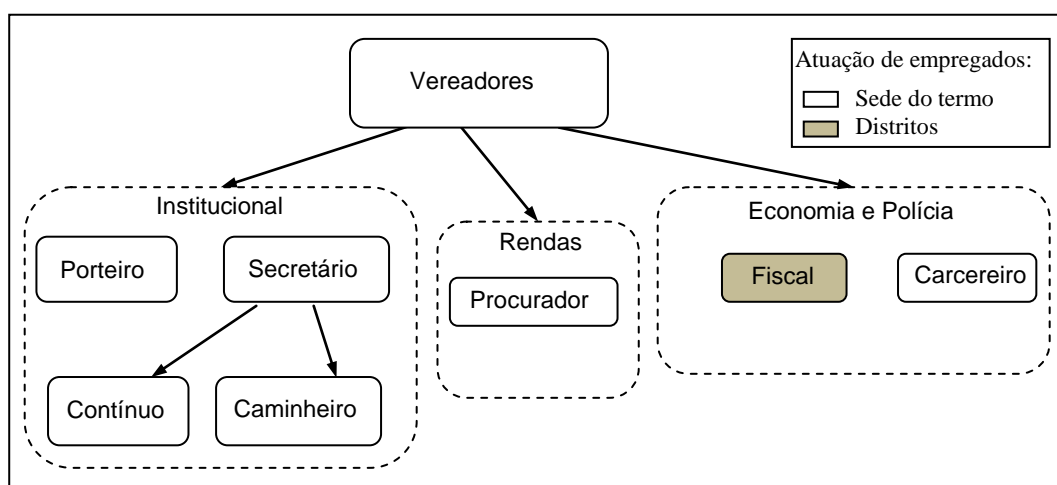 Vereadores
Atuação de empregados:
Sede do termo
Distritos
Institucional
Porteiro
Secretário
Contínuo
Caminheiro
Rendas
Procurador
Economia e Polícia
Fiscal
Carcereiro